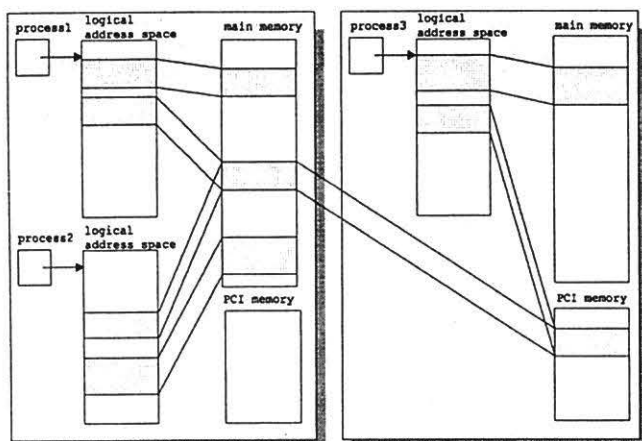 process1
logical
address space
main memory
process2
logical
address space
PCI memory
process3
logical
address space
main memory
PCI memory